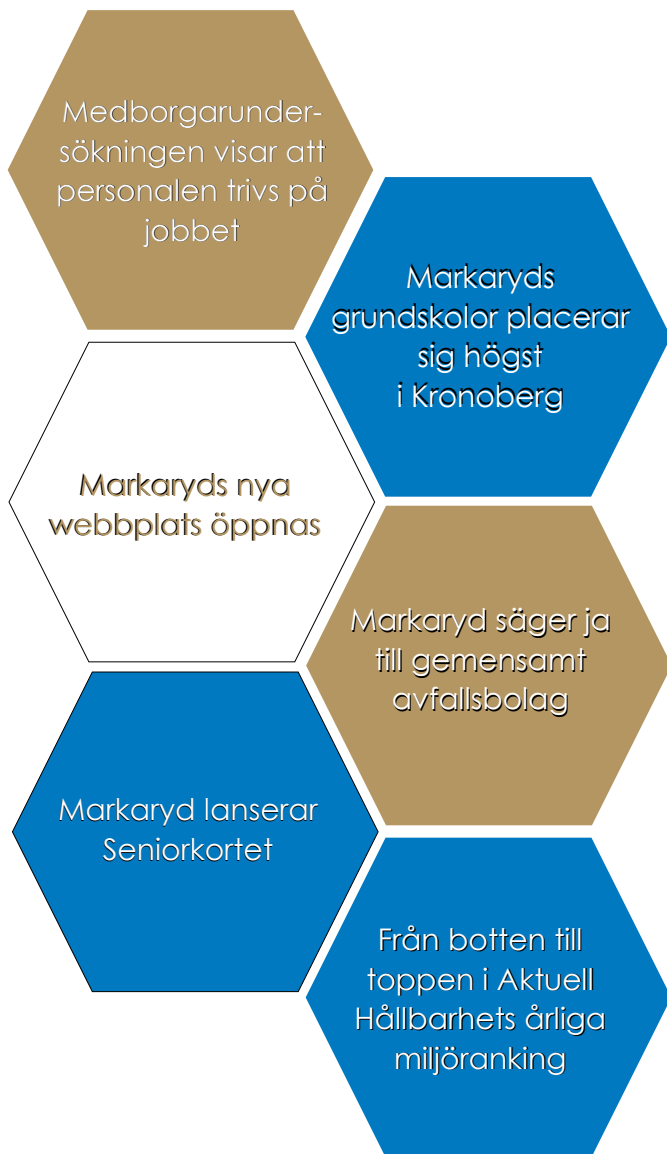 Medborgarunder-
sökningen visar att
personalen trivs på
jobbet
Markaryds
grundskolor placerar
sig högst
i Kronoberg
Markaryds nya
webbplats öppnas
Markaryd säger ja
till gemensamt
avfallsbolag
Markaryd lanserar
Seniorkortet
Från botten till
toppen i Aktuell
Hållbarhets årliga
miljöranking